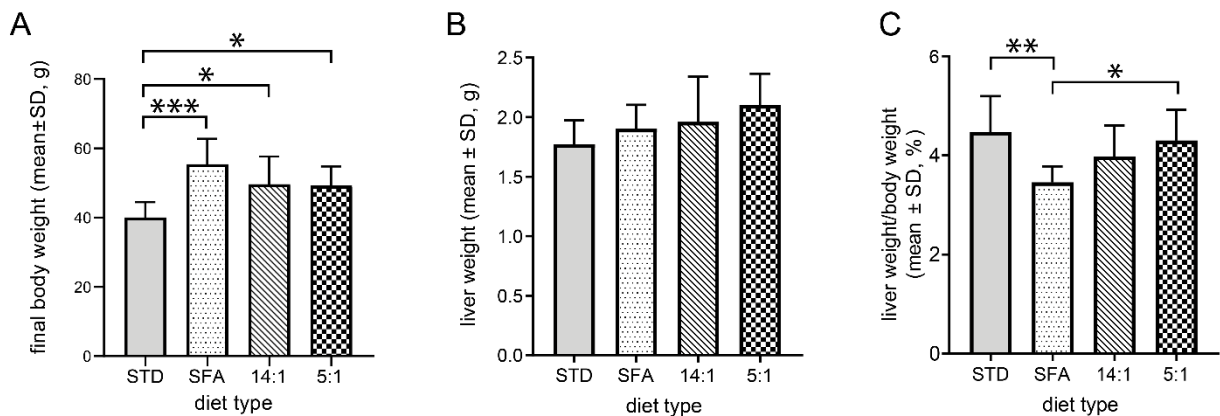 A
final body weight (mean±SD, g)
80
60
40
20
0
*
*
***
STD SFA 14:1 5:1
diet type
B
liver weight (mean ± SD, g)
2.5
2.0
1.5
1.0
0.5
0.0
STD SFA 14:1 5:1
diet type
C
liver weight/body weight
(mean ± SD, %)
6
4
2
0
**
*
STD SFA 14:1 5:1
diet type